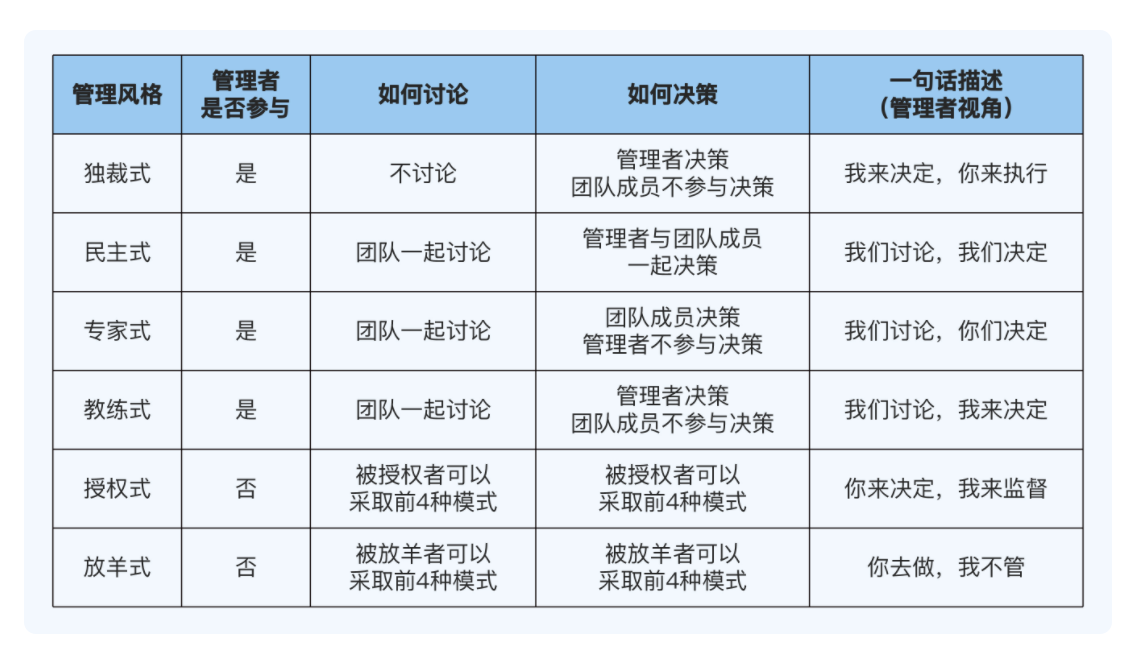 管理风格
管理者
是否参与
如何讨论
如何决策
一句话描述
（管理者视角）
独裁式
是
不讨论
管理者决策
团队成员不参与决策
我来决定，你来执行
民主式
是
团队一起讨论
管理者与团队成员
一起决策
我们讨论，我们决定
专家式
是
团队一起讨论
团队成员决策
管理者不参与决策
我们讨论，你们决定
教练式
是
团队一起讨论
管理者决策
团队成员不参与决策
我们讨论，我来决定
授权式
否
被授权者可以
采取前4种模式
被授权者可以
采取前4种模式
你来决定，我来监督
放羊式
否
被放羊者可以
采取前4种模式
被放羊者可以
采取前4种模式
你去做，我不管